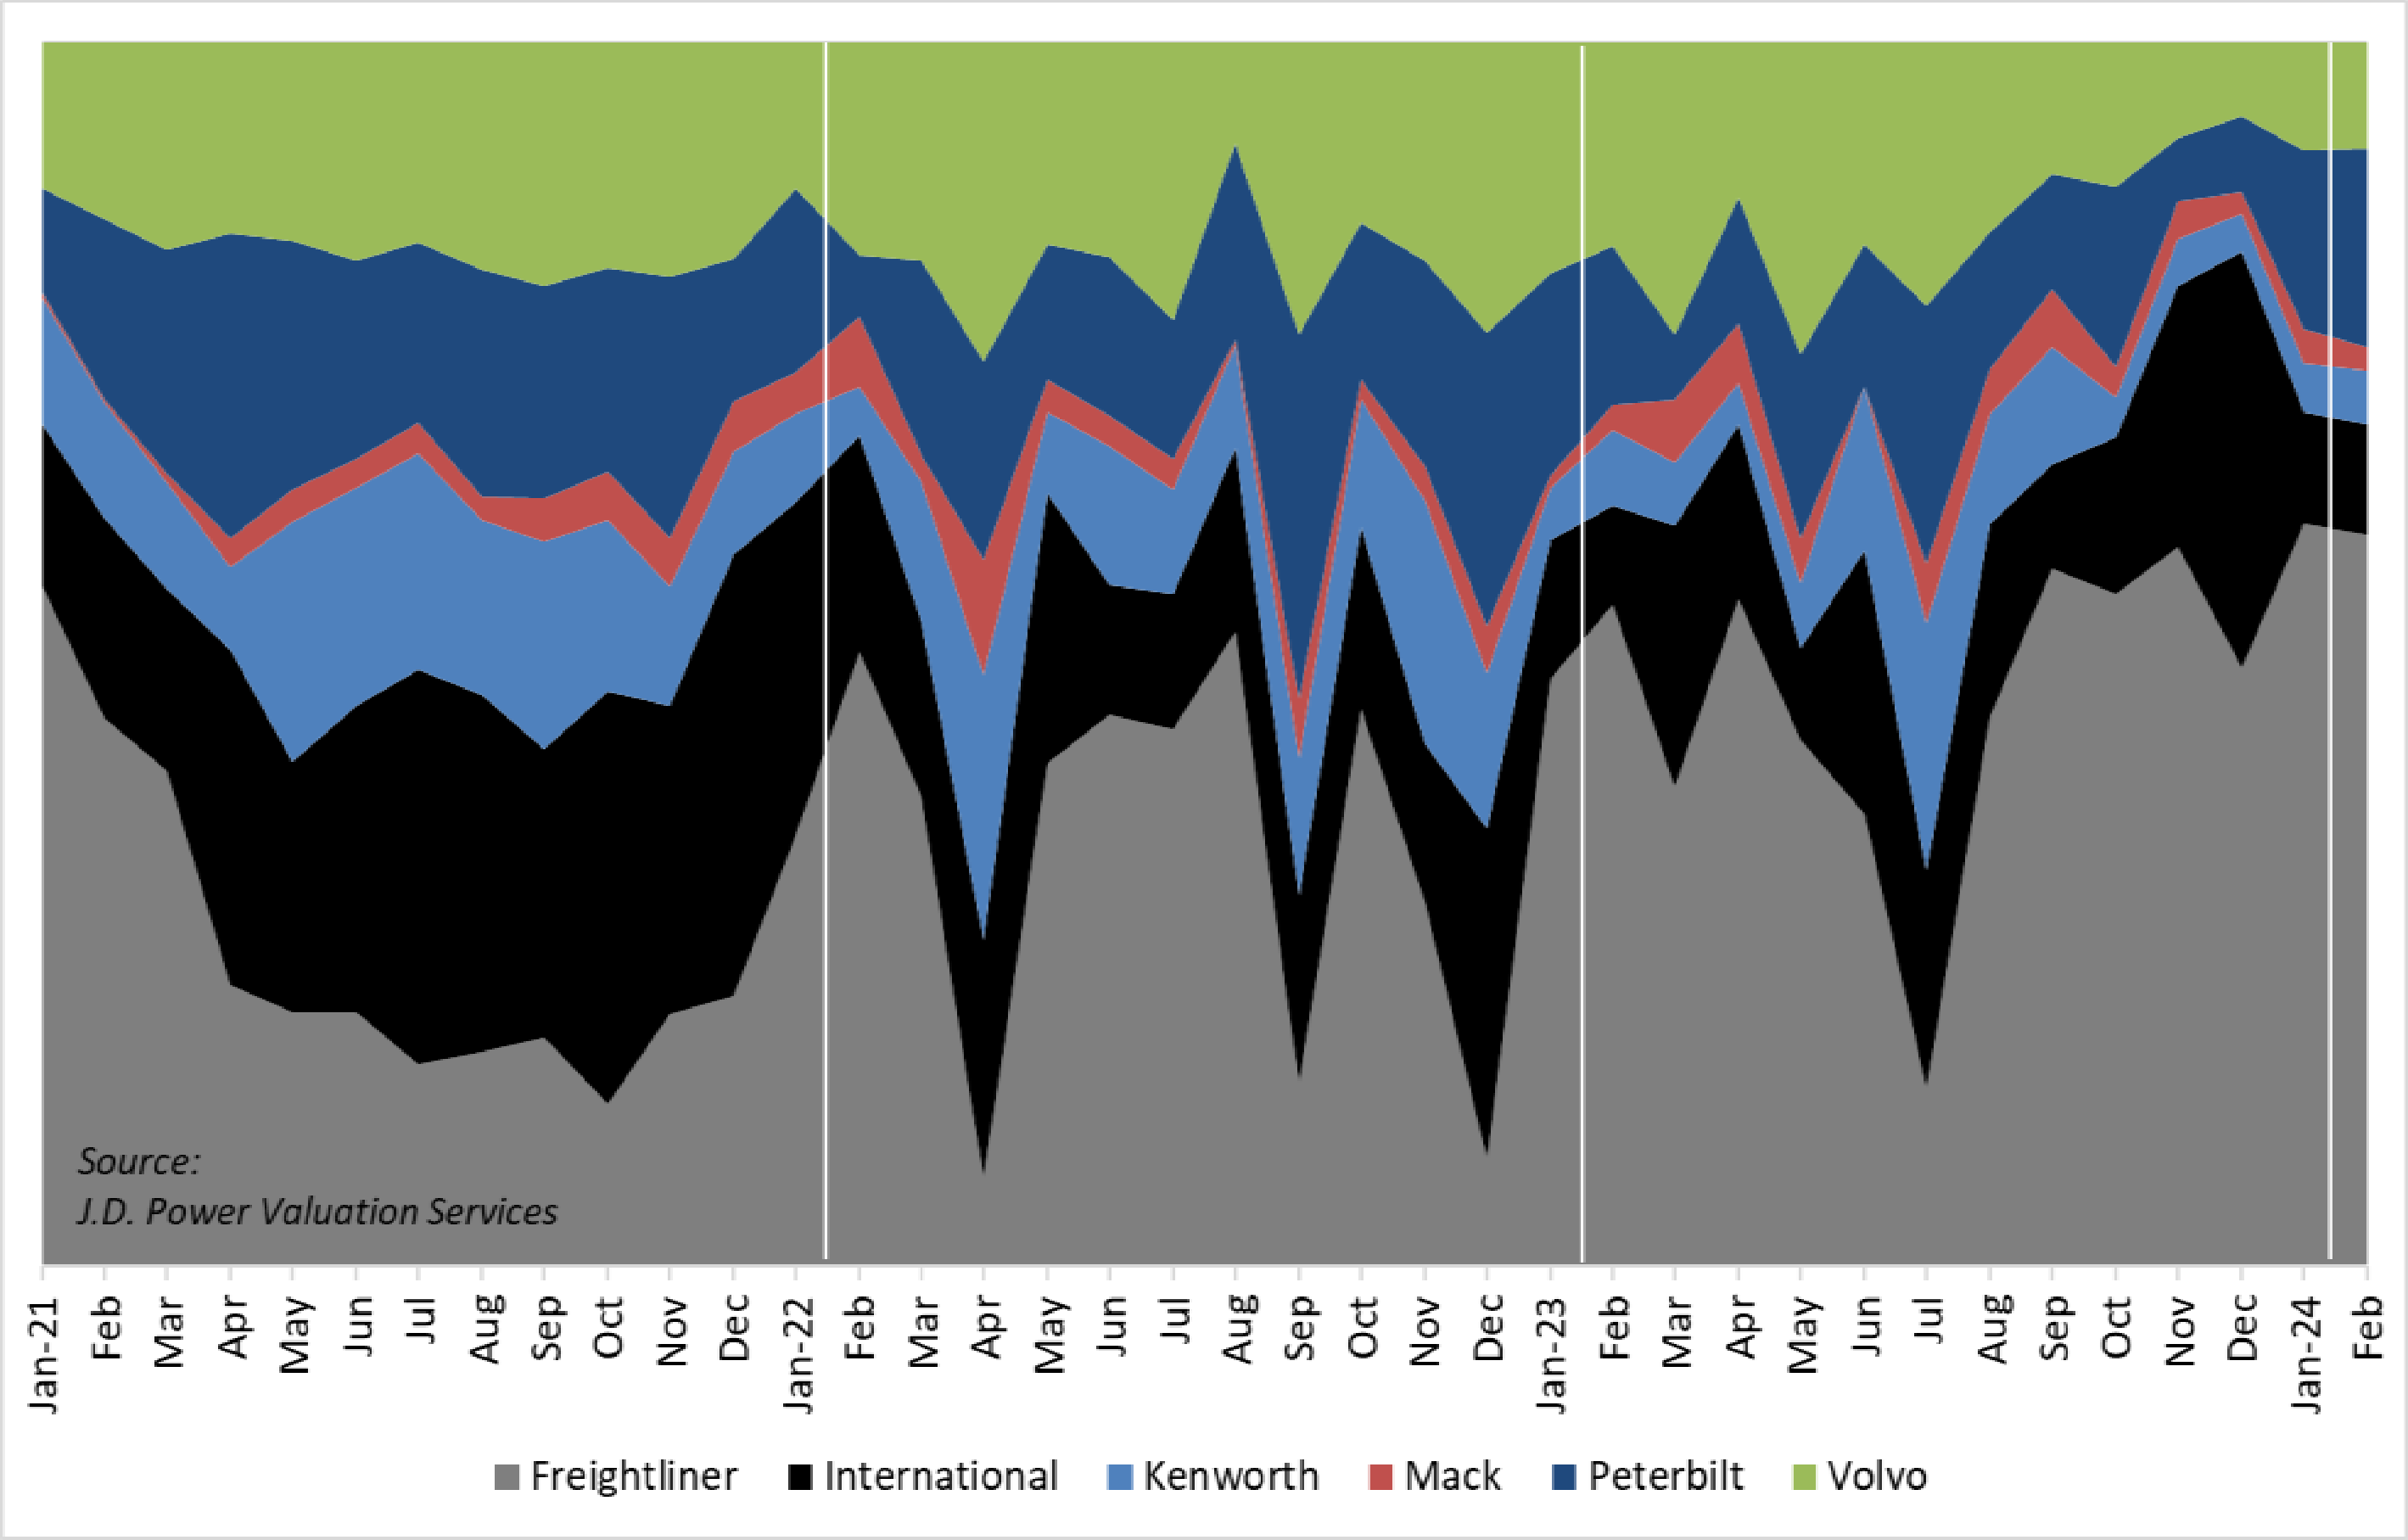 Source:
J.D. Power Valuation Services
Jan-21
Feb
Mar
Apr
May
Jun
Jul
Aug
Sep
Oct
Nov
Dec
Jan-22
Feb
Mar
Apr
May
Jun
Jul
Aug
Sep
Oct
Nov
Dec
Jan-23
Feb
Mar
Apr
May
Jun
Jul
Aug
Sep
Oct
Nov
Dec
Jan-24
Feb
Freightliner International Kenworth Mack Peterbilt Volvo